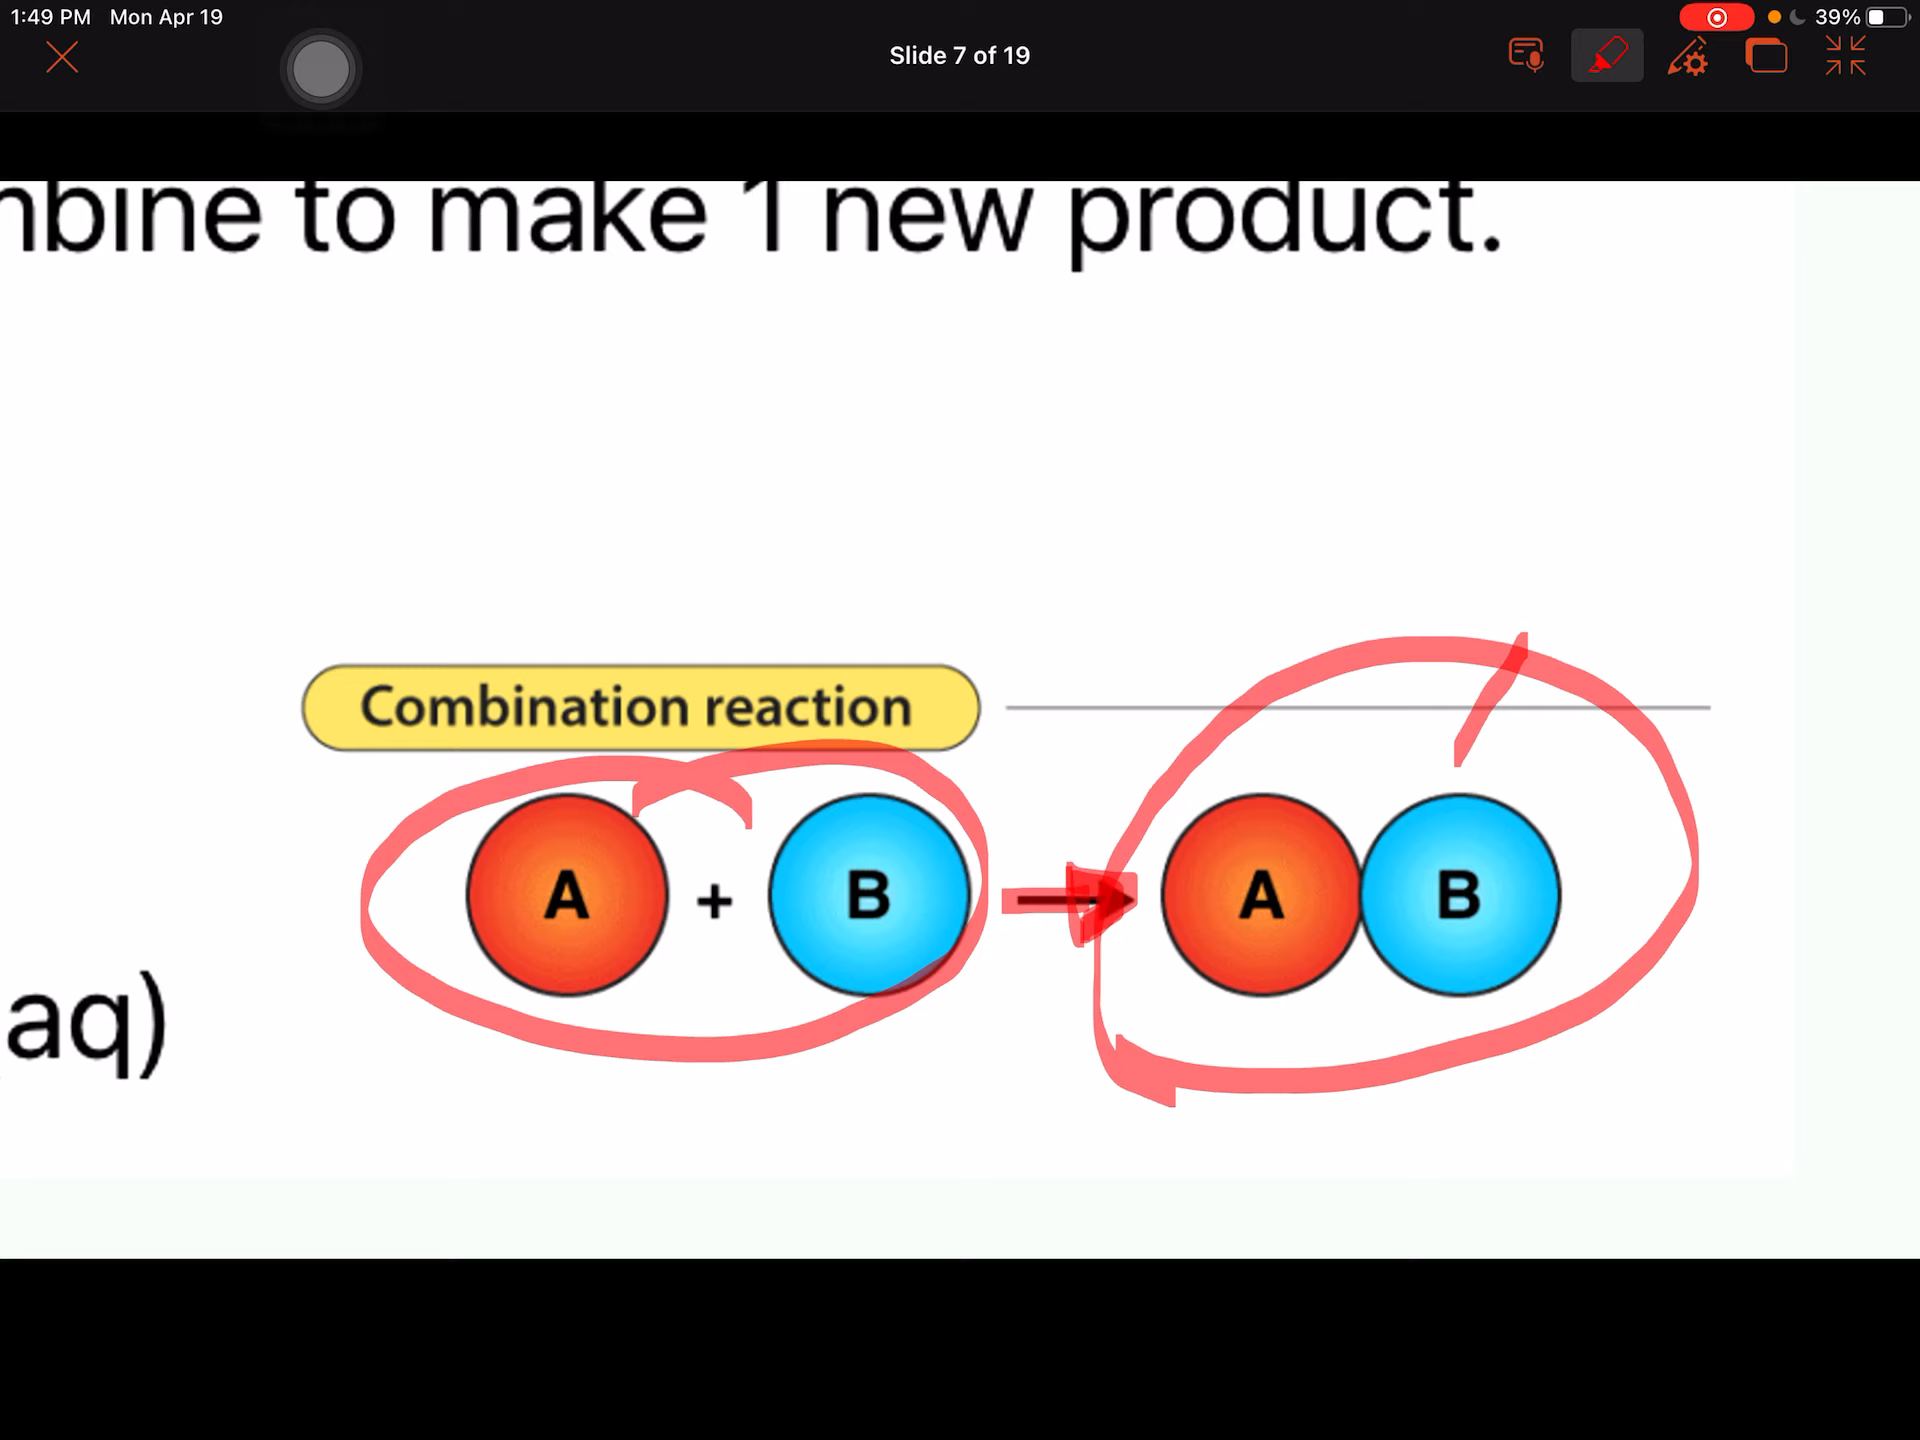 1:49 PM Mon Apr 19 39%
Slide 7 of 19
to make 1 new product.
Combination reaction
A + B → A B
aq)